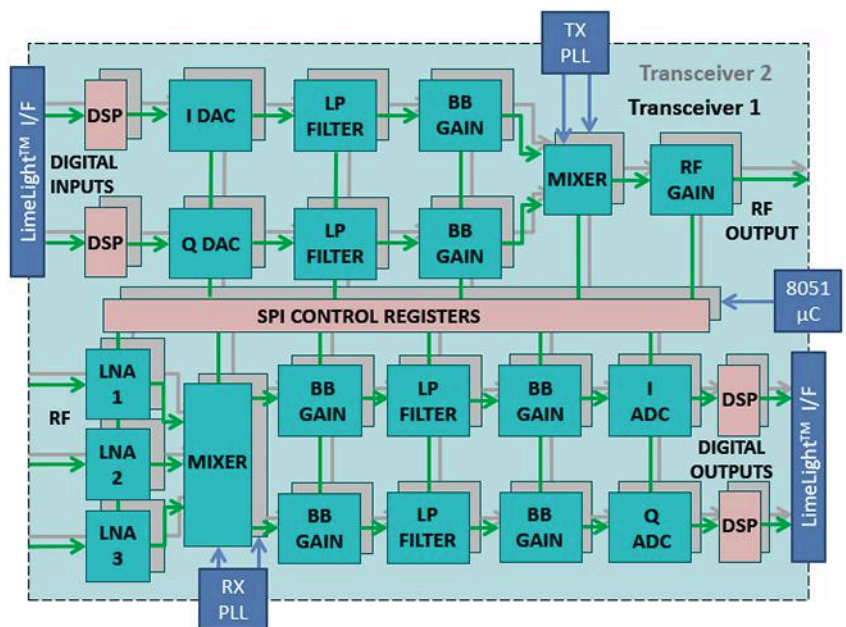 TX
PLL
Transceiver 2
Transceiver 1
LimeLight™ I/F
DSP
I DAC
LP
FILTER
BB
GAIN
DIGITAL
INPUTS
MIXER
RF
GAIN
DSP
Q DAC
LP
FILTER
BB
GAIN
RF
OUTPUT
SPI CONTROL REGISTERS
8051
µC
LNA
1
RF
LNA
2
LNA
3
MIXER
BB
GAIN
LP
FILTER
BB
GAIN
I
ADC
DSP
DIGITAL
OUTPUTS
BB
GAIN
LP
FILTER
BB
GAIN
Q
ADC
DSP
LimeLight™ I/F
RX
PLL